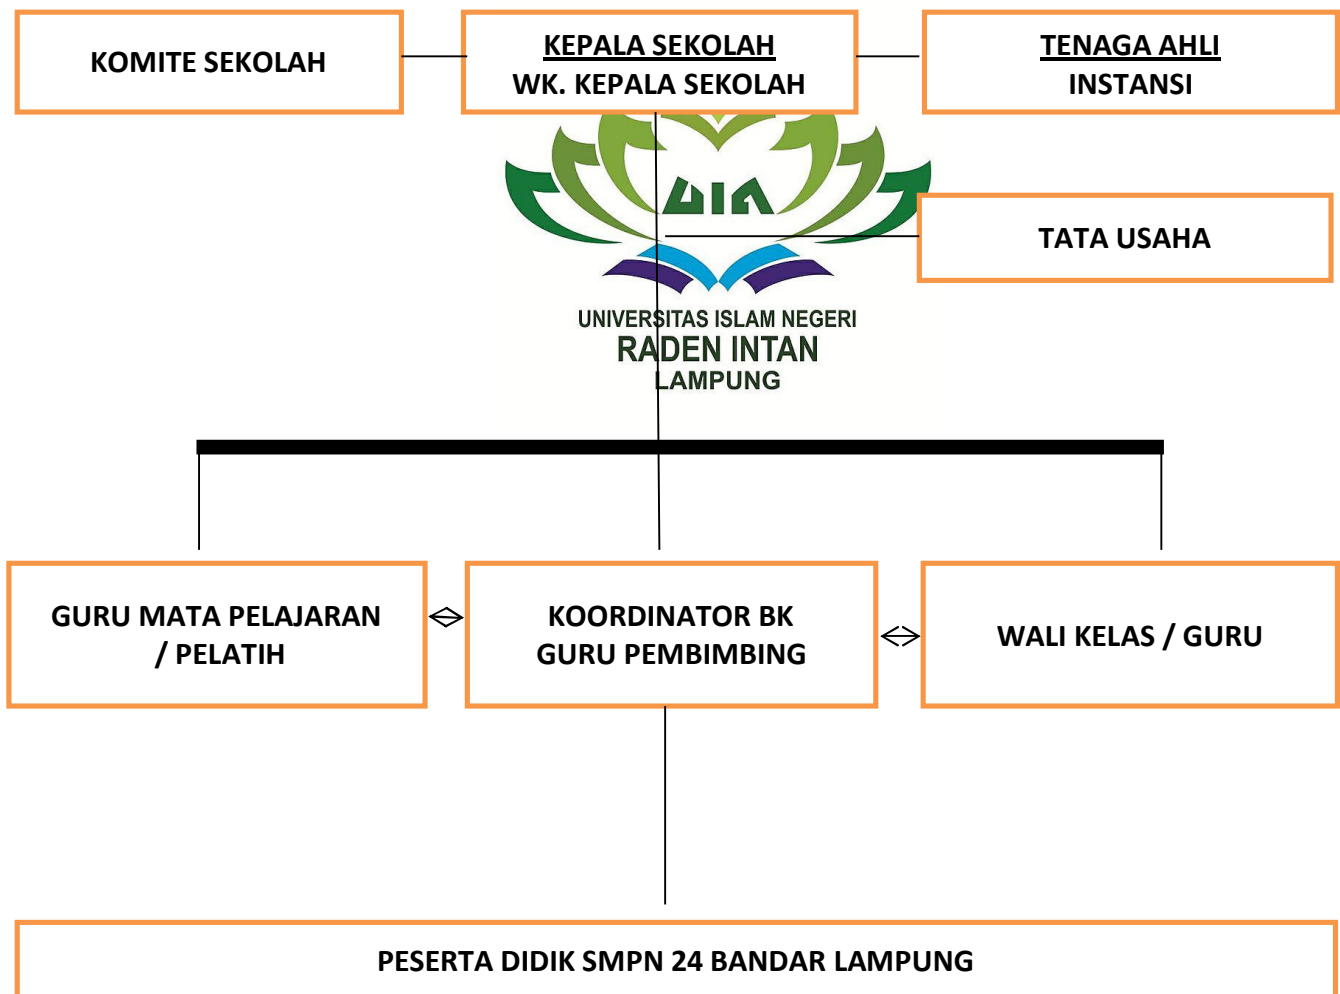 KOMITE SEKOLAH
KEPALA SEKOLAH
WK. KEPALA SEKOLAH
TENAGA AHLI
INSTANSI
UIN
TATA USAHA
UNIVERSITAS ISLAM NEGERI
RADEN INTAN
LAMPUNG
GURU MATA PELAJARAN
/ PELATIH
KOORDINATOR BK
GURU PEMBIMBING
WALI KELAS / GURU
PESERTA DIDIK SMPN 24 BANDAR LAMPUNG